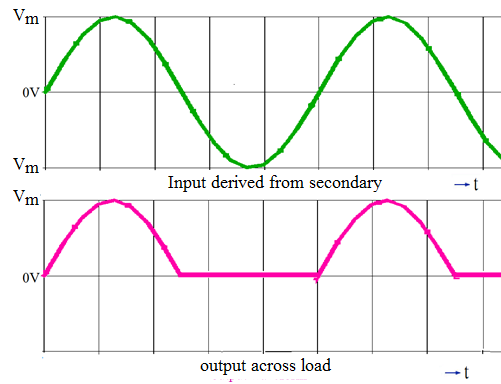 Vm
0V
Vm
Input derived from secondary
t
Vm
0V
output across load
t